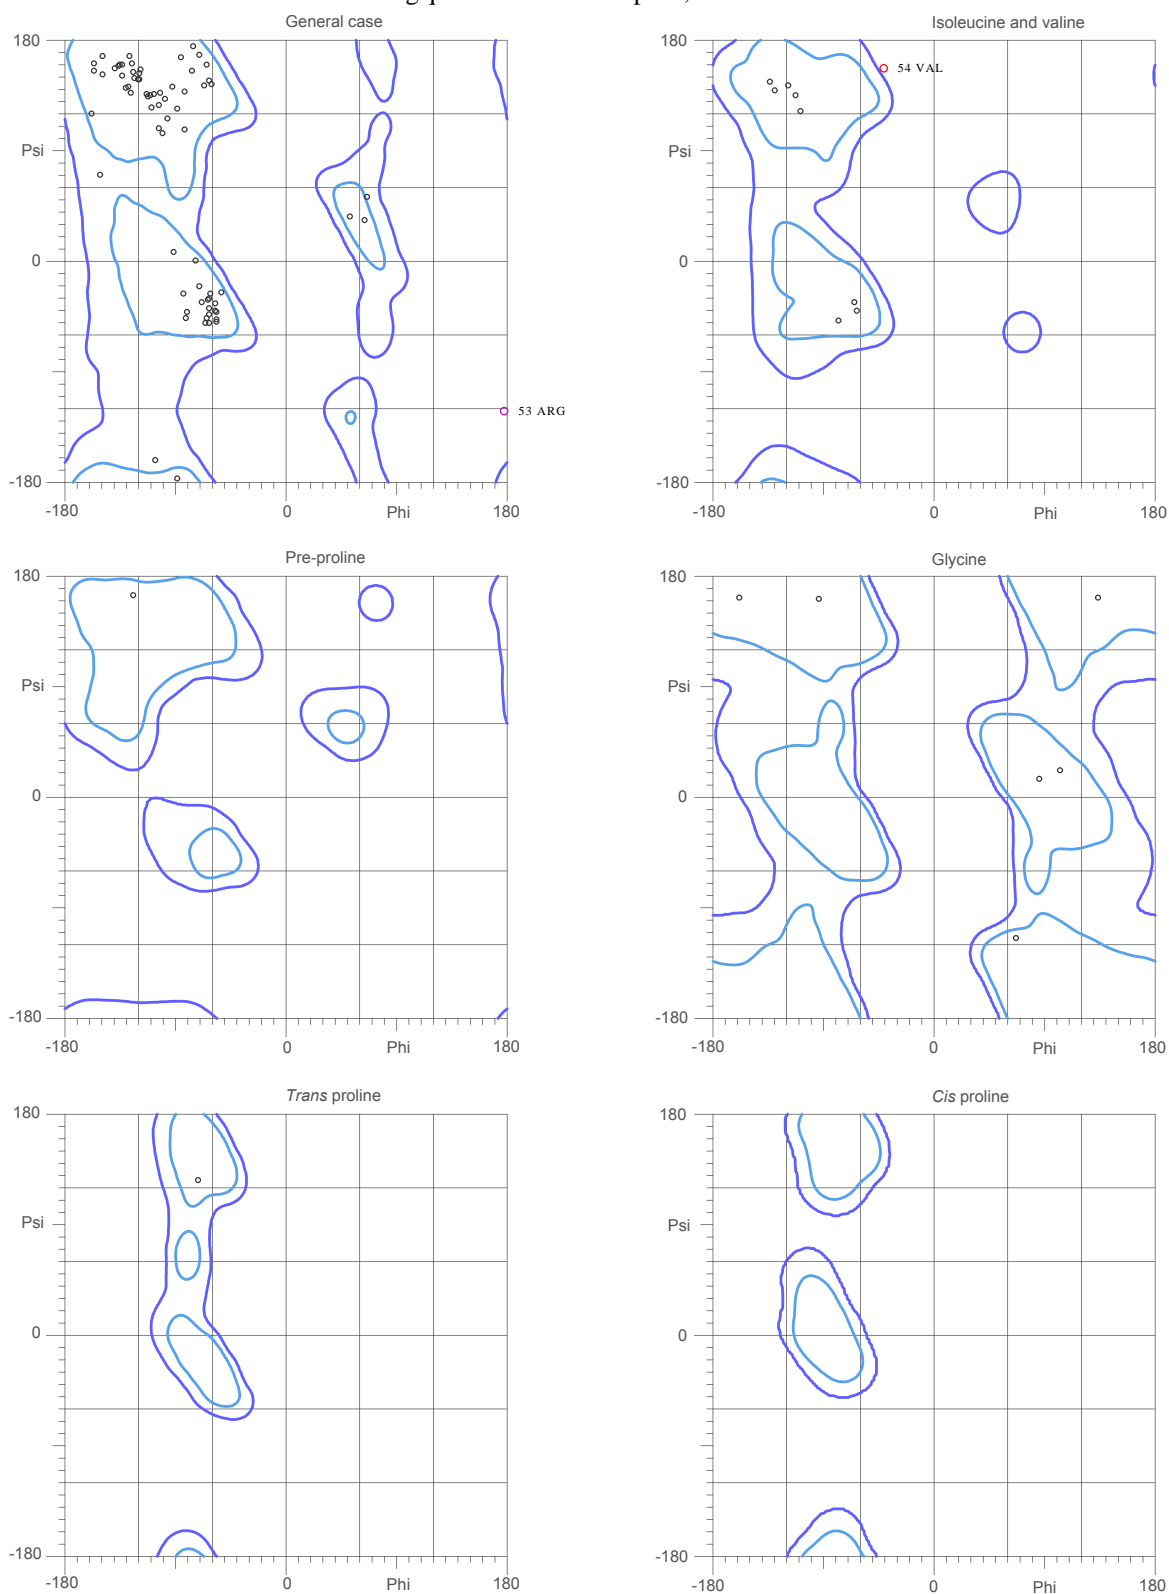 General case
Isoleucine and valine
180
180
54 VAL
Psi
Psi
0
0
53 ARG
-180
-180
-180
0
Phi
180
-180
0
Phi
180
Pre-proline
Glycine
180
180
Psi
Psi
0
0
-180
-180
-180
0
Phi
180
-180
0
Phi
180
Trans proline
Cis proline
180
180
Psi
Psi
0
0
-180
-180
-180
0
Phi
180
-180
0
Phi
180